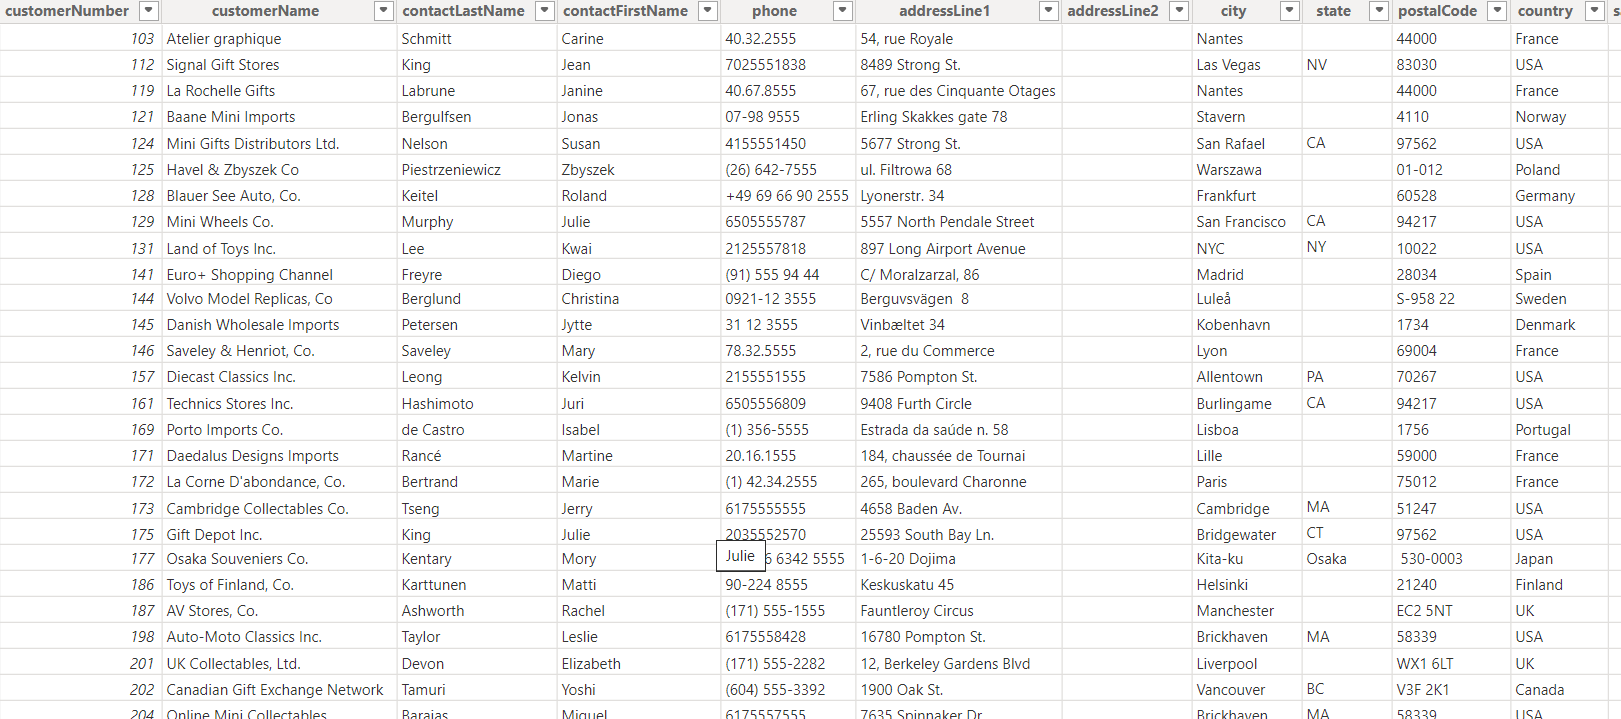 customerNumber customerName contactLastName contactFirstName phone addressLine1 addressLine2 city state postalCode country
103 Atelier graphique Schmitt Carine 40.32.2555 54, rue Royale Nantes 44000 France
112 Signal Gift Stores King Jean 7025551838 8489 Strong St. Las Vegas NV 83030 USA
119 La Rochelle Gifts Labrune Janine 40.67.8555 67, rue des Cinquante Otages Nantes 44000 France
121 Baane Mini Imports Bergulfsen Jonas 07-98 9555 Erling Skakkes gate 78 Stavern 4110 Norway
124 Mini Gifts Distributors Ltd. Nelson Susan 4155551450 5677 Strong St. San Rafael CA 97562 USA
125 Havel & Zbyszek Co Piestrzeniewicz Zbyszek (26) 642-7555 ul. Filtrowa 68 Warszawa 01-012 Poland
128 Blauer See Auto, Co. Keitel Roland +49 69 66 90 2555 Lyonerstr. 34 Frankfurt 60528 Germany
129 Mini Wheels Co. Murphy Julie 6505555787 5557 North Pendale Street San Francisco CA 94217 USA
131 Land of Toys Inc. Lee Kwai 2125557818 897 Long Airport Avenue NYC NY 10022 USA
141 Euro+ Shopping Channel Freyre Diego (91) 555 94 44 C/ Moralzarzal, 86 Madrid 28034 Spain
144 Volvo Model Replicas, Co Berglund Christina 0921-12 3555 Berguvsvägen  8 Luleå S-958 22 Sweden
145 Danish Wholesale Imports Petersen Jytte 31 12 3555 Vinbæltet 34 Kobenhavn 1734 Denmark
146 Saveley & Henriot, Co. Saveley Mary 78.32.5555 2, rue du Commerce Lyon 69004 France
157 Diecast Classics Inc. Leong Kelvin 2155551555 7586 Pompton St. Allentown PA 70267 USA
161 Technics Stores Inc. Hashimoto Juri 6505556809 9408 Furth Circle Burlingame CA 94217 USA
169 Porto Imports Co. de Castro Isabel (1) 356-5555 Estrada da saúde n. 58 Lisboa 1756 Portugal
171 Daedalus Designs Imports Rancé Martine 20.16.1555 184, chaussée de Tournai Lille 59000 France
172 La Corne D'abondance, Co. Bertrand Marie (1) 42.34.2555 265, boulevard Charonne Paris 75012 France
173 Cambridge Collectables Co. Tseng Jerry 6175555555 4658 Baden Av. Cambridge MA 51247 USA
175 Gift Depot Inc. King Julie 2035552570 25593 South Bay Ln. Bridgewater CT 97562 USA
177 Osaka Souveniers Co. Kentary Mory Julie 6342 5555 1-6-20 Dojima Kita-ku Osaka 530-0003 Japan
186 Toys of Finland, Co. Karttunen Matti 90-224 8555 Keskuskatu 45 Helsinki 21240 Finland
187 AV Stores, Co. Ashworth Rachel (171) 555-1555 Fauntleroy Circus Manchester EC2 5NT UK
198 Auto-Moto Classics Inc. Taylor Leslie 6175558428 16780 Pompton St. Brickhaven MA 58339 USA
201 UK Collectables, Ltd. Devon Elizabeth (171) 555-2282 12, Berkeley Gardens Blvd Liverpool WX1 6LT UK
202 Canadian Gift Exchange Network Tamuri Yoshi (604) 555-3392 1900 Oak St. Vancouver BC V3F 2K1 Canada
204 Online Mini Collectables Barajas Miguel 6175557555 7635 Spinnaker Dr. Brickhaven MA 58339 USA